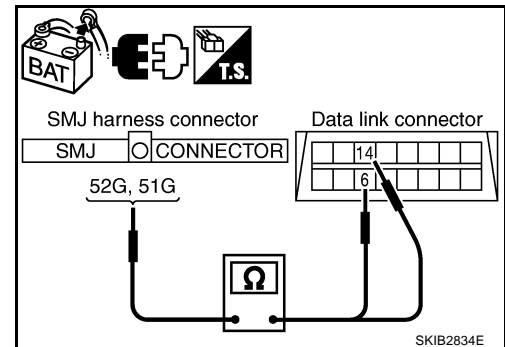 BAT
T.S.
SMJ harness connector
Data link connector
SMJ CONNECTOR
14
6
52G, 51G
Ω
SKIB2834E